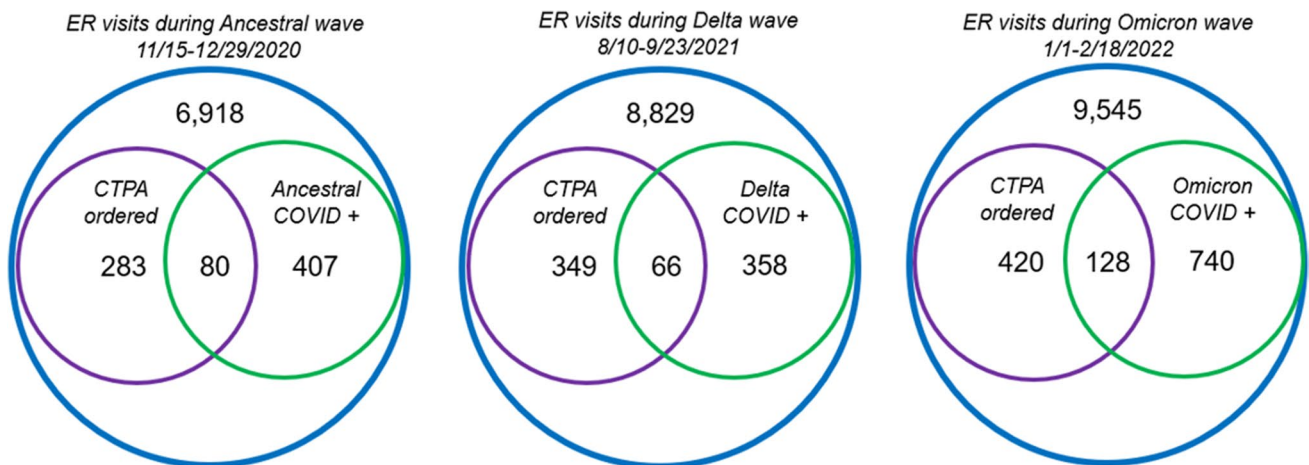 ER visits during Ancestral wave
11/15-12/29/2020
6,918
CTPA
ordered
Ancestral
COVID +
283
80
407
ER visits during Delta wave
8/10-9/23/2021
8,829
CTPA
ordered
Delta
COVID +
349
66
358
ER visits during Omicron wave
1/1-2/18/2022
9,545
CTPA
ordered
Omicron
COVID +
420
128
740